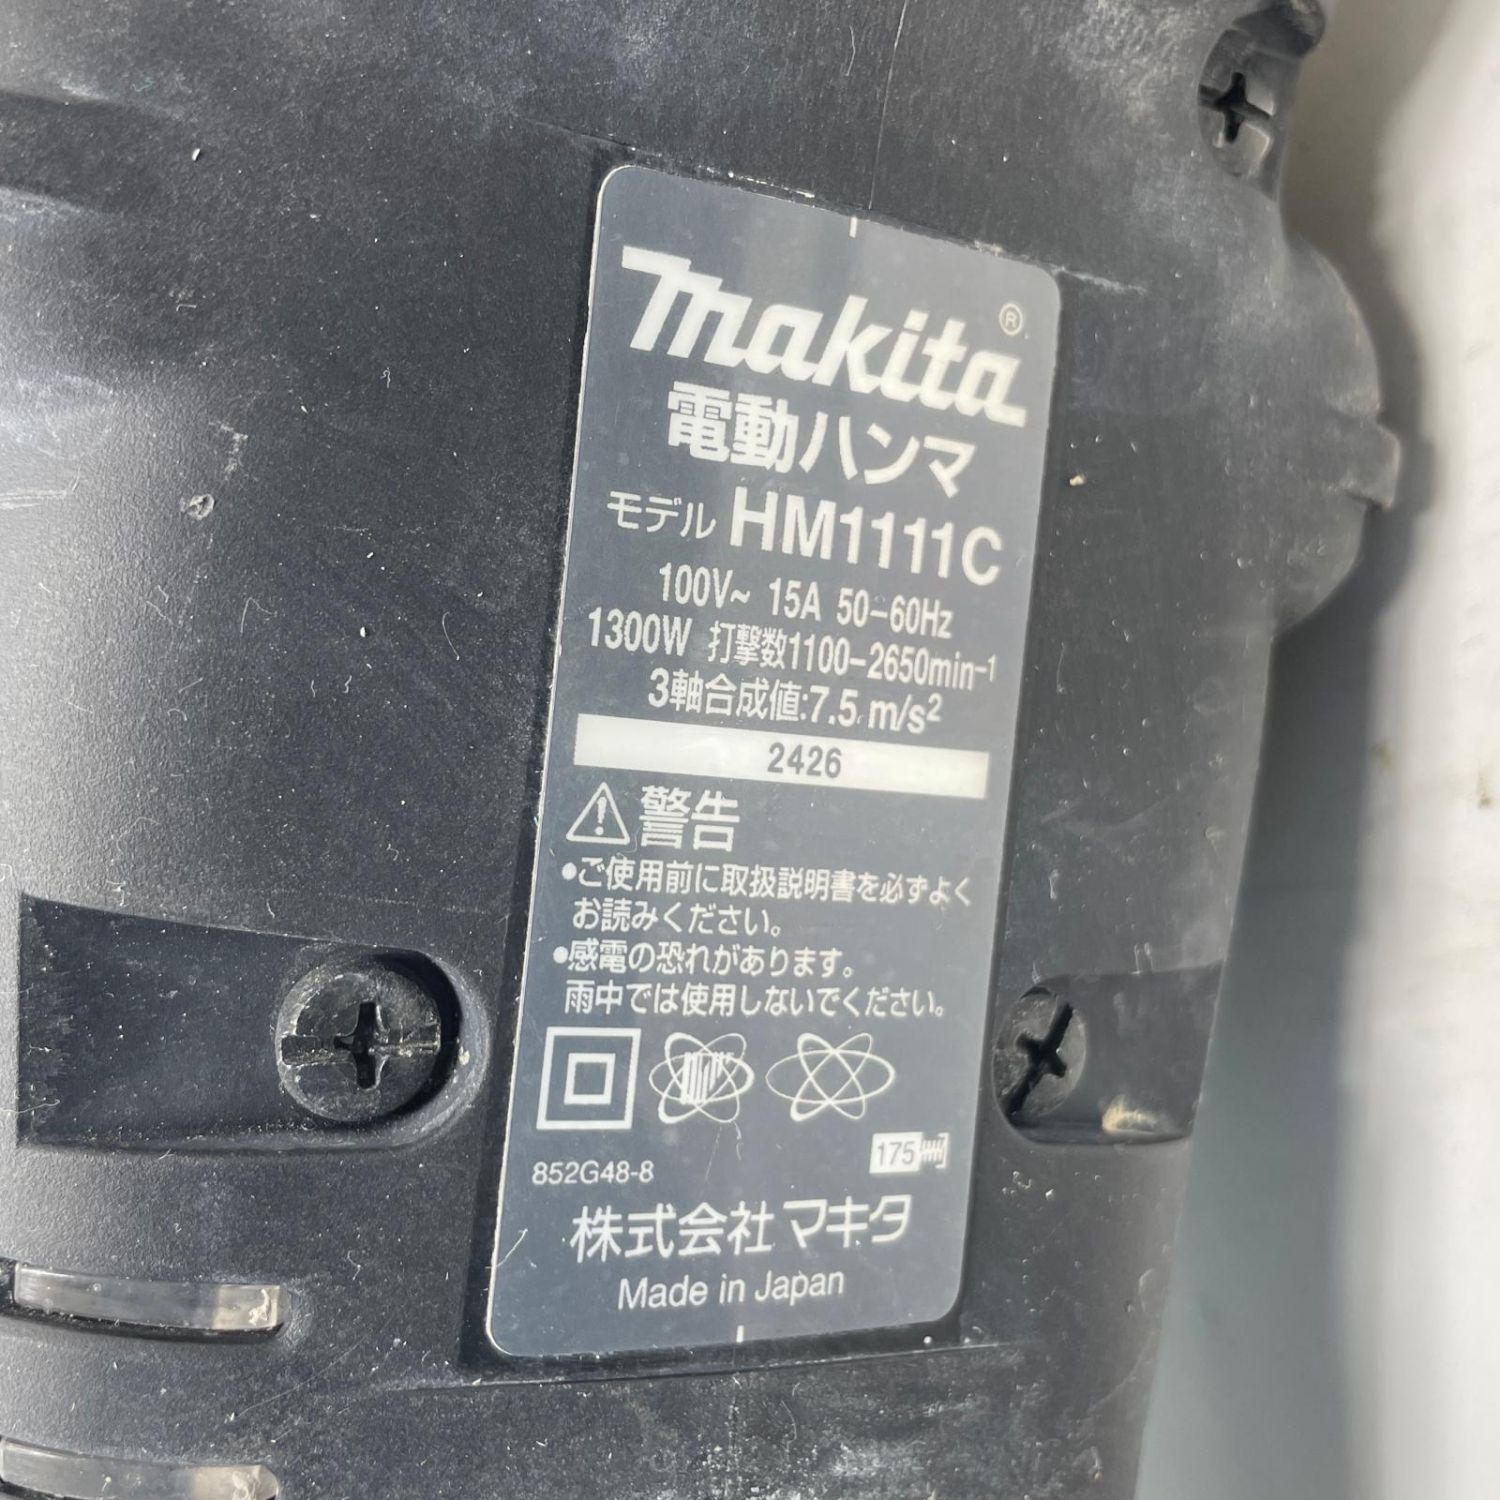 makita®
電動ハンマ
モデル HM1111C
100V~ 15A 50-60Hz
1300W 打撃数1100-2650min-1
3軸合成値:7.5 m/s²
2426
⚠警告
•ご使用前に取扱説明書を必ずよく
お読みください。
•感電の恐れがあります。
雨中では使用しないでください。
852G48-8
175
株式会社マキタ
Made in Japan